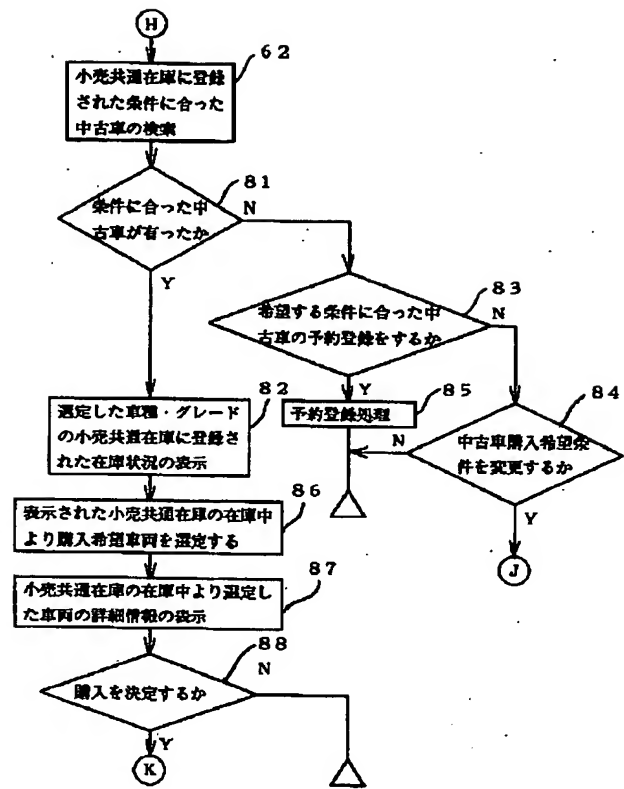 H
62
小売共通在庫に登録
された条件に合った
中古車の検索
81
条件に合った中
古車が有ったか
N
Y
83
希望する条件に合った中
古車の予約登録をするか
N
Y
82
選定した車種・グレード
の小売共通在庫に登録さ
れた在庫状況の表示
85
予約登録処理
84
中古車購入希望条
件を変更するか
N
Y
J
86
表示された小売共通在庫の在庫中
より購入希望車両を選定する
87
小売共通在庫の在庫中より選定し
た車両の詳細情報の表示
88
購入を決定するか
N
Y
K